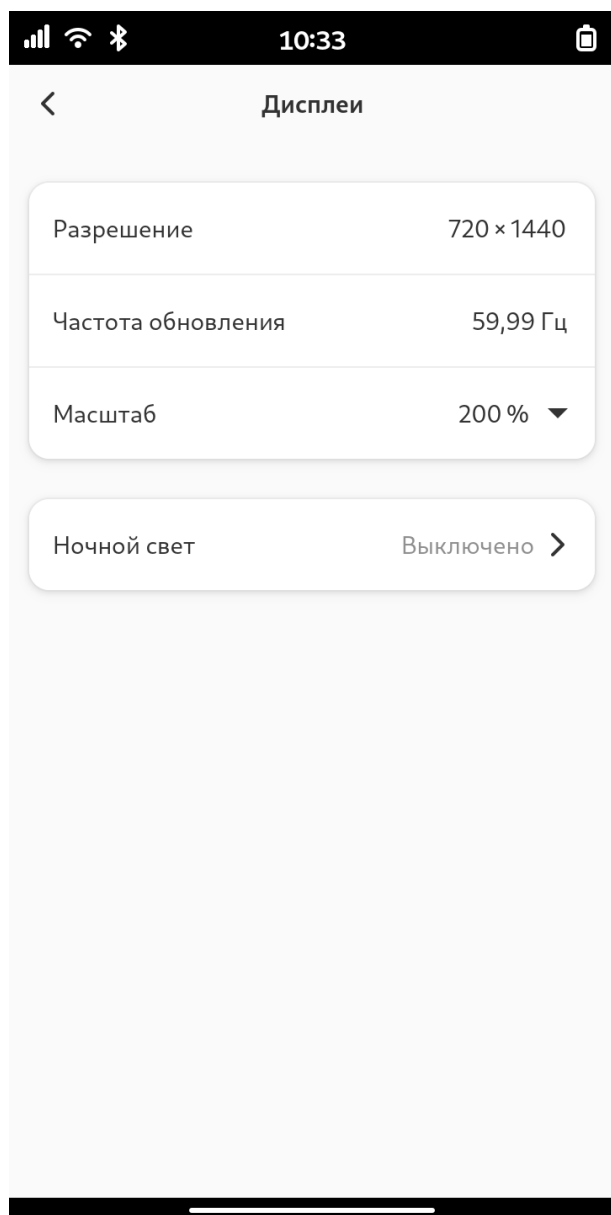 10:33
Дисплеи
Разрешение 720 × 1440
Частота обновления 59,99 Гц
Масштаб 200 %
Ночной свет Выключено